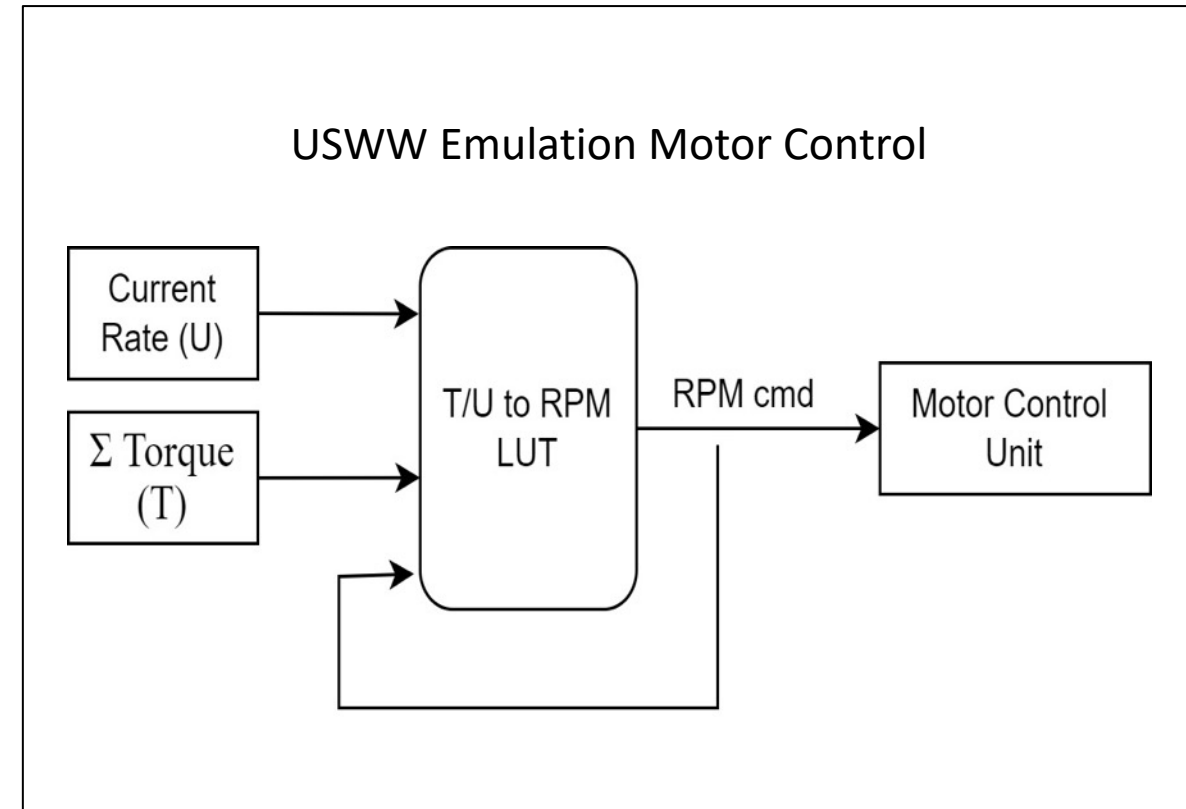 USWW Emulation Motor Control
Current
Rate (U)
Σ Torque
(T)
T/U to RPM
LUT
RPM cmd
Motor Control
Unit